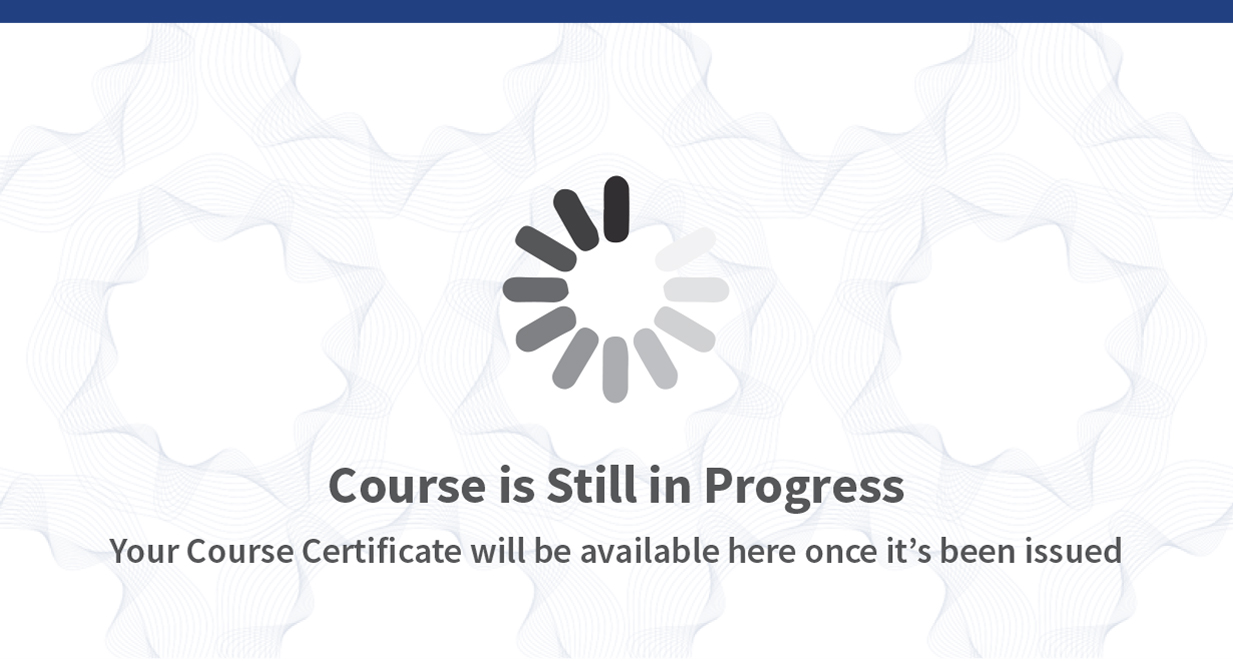 Course is Still in Progress
Your Course Certificate will be available here once it’s been issued